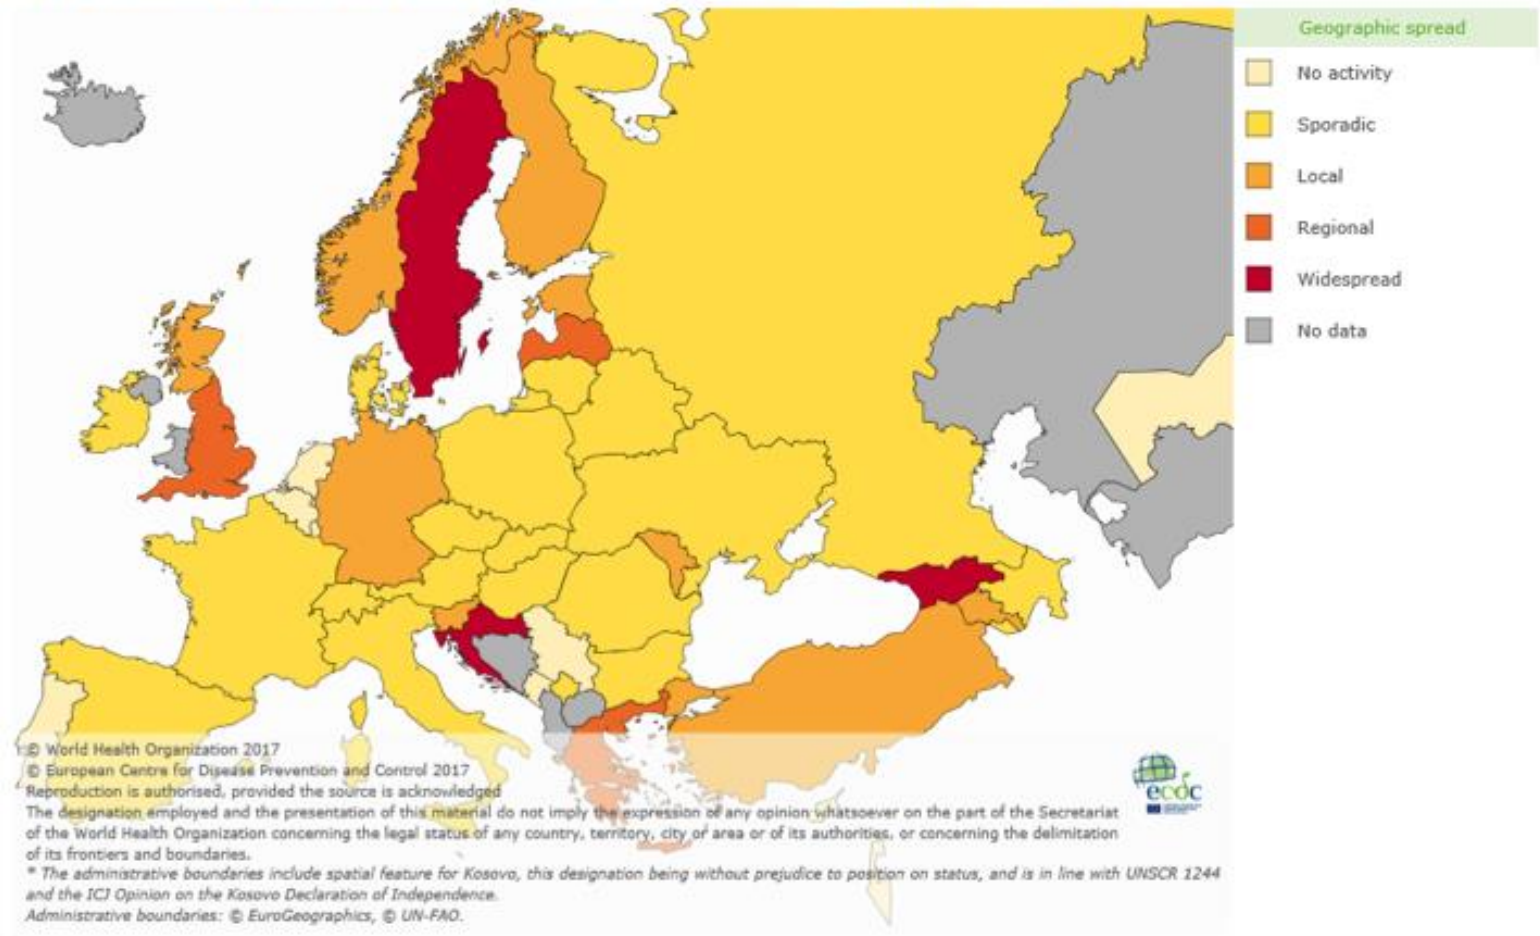 Geographic spread
No activity
Sporadic
Local
Regional
Widespread
No data
© World Health Organization 2017
© European Centre for Disease Prevention and Control 2017
Reproduction is authorised, provided the source is acknowledged
The designation employed and the presentation of this material do not imply the expression of any opinion whatsoever on the part of the Secretariat
of the World Health Organization concerning the legal status of any country, territory, city or area or of its authorities, or concerning the delimitation
of its frontiers and boundaries.
* The administrative boundaries include spatial feature for Kosovo, this designation being without prejudice to position on status, and is in line with UNSCR 1244
and the ICJ Opinion on the Kosovo Declaration of Independence.
Administrative boundaries: © EuroGeographics, © UN-FAO.
ecdc